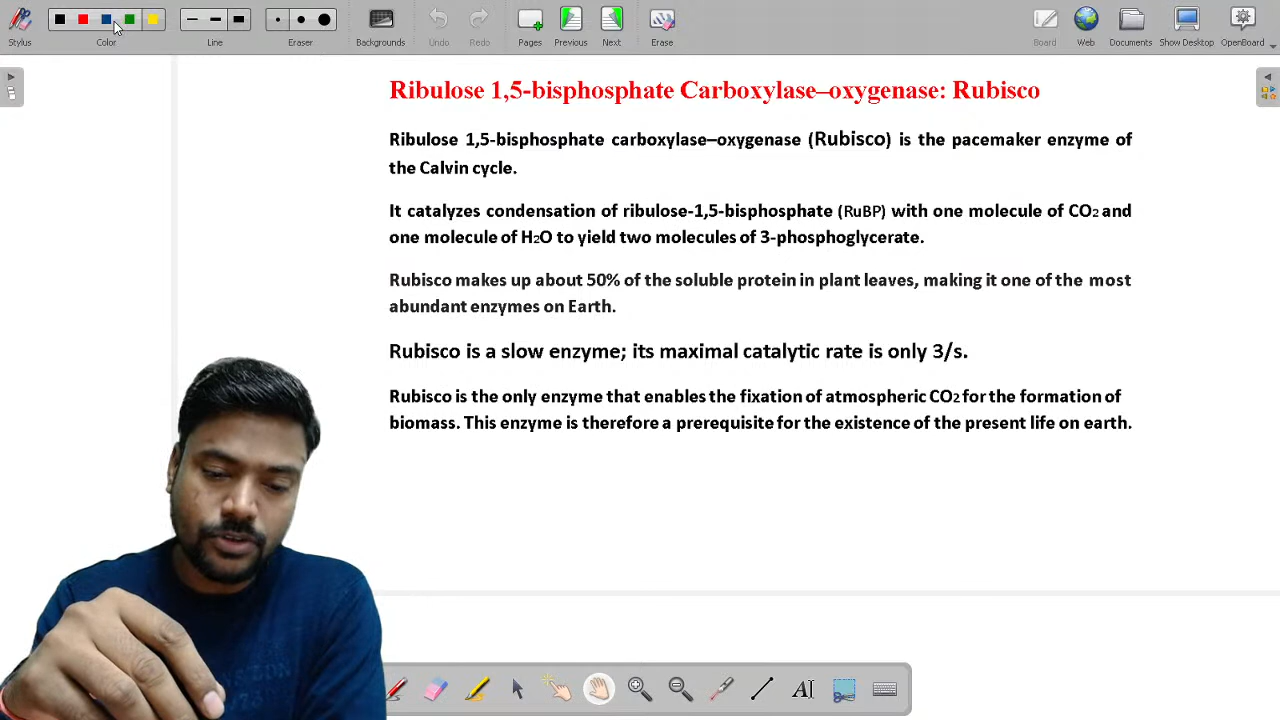 Stylus
Color
Line
Eraser
Backgrounds
Undo
Redo
Pages
Previous
Next
Erase
Board
Web
Documents
Show Desktop
OpenBoard
Ribulose 1,5-bisphosphate Carboxylase–oxygenase: Rubisco
Ribulose 1,5-bisphosphate carboxylase–oxygenase (Rubisco) is the pacemaker enzyme of
the Calvin cycle.
It catalyzes condensation of ribulose-1,5-bisphosphate (RuBP) with one molecule of CO2 and
one molecule of H2O to yield two molecules of 3-phosphoglycerate.
Rubisco makes up about 50% of the soluble protein in plant leaves, making it one of the most
abundant enzymes on Earth.
Rubisco is a slow enzyme; its maximal catalytic rate is only 3/s.
Rubisco is the only enzyme that enables the fixation of atmospheric CO2 for the formation of
biomass. This enzyme is therefore a prerequisite for the existence of the present life on earth.